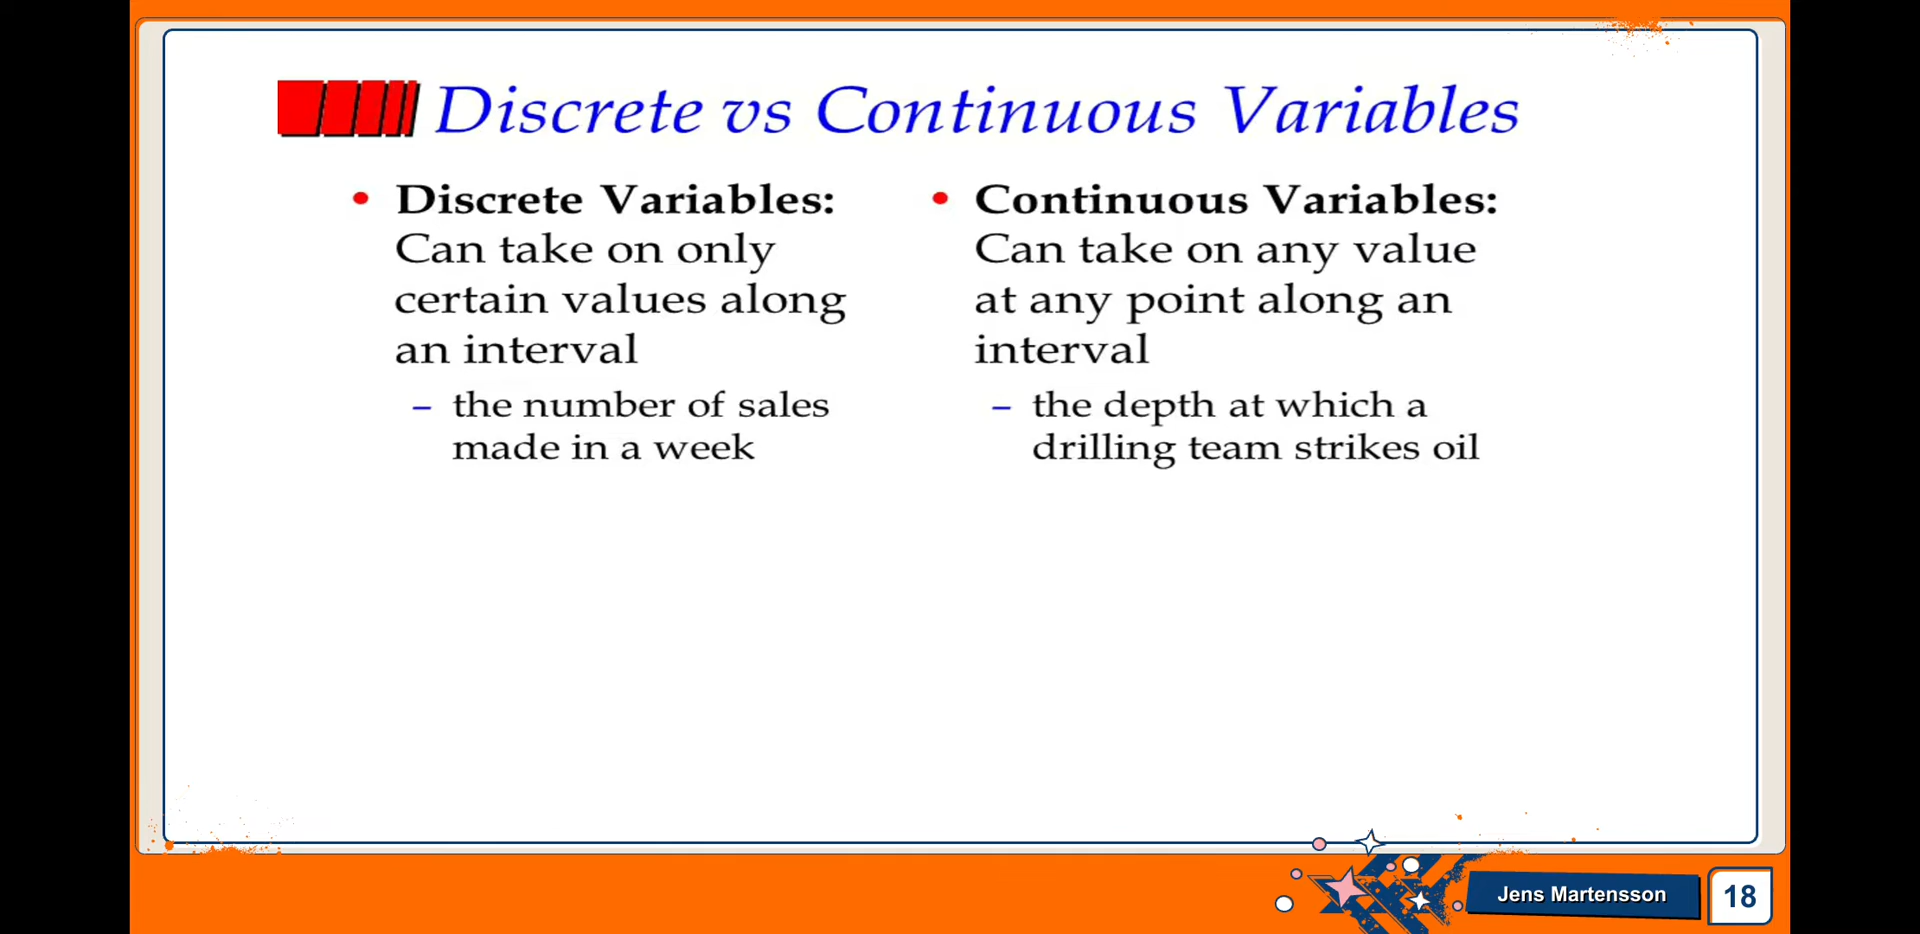 Discrete vs Continuous Variables
• Discrete Variables:
Can take on only
certain values along
an interval
– the number of sales
made in a week
• Continuous Variables:
Can take on any value
at any point along an
interval
– the depth at which a
drilling team strikes oil
Jens Martensson
18